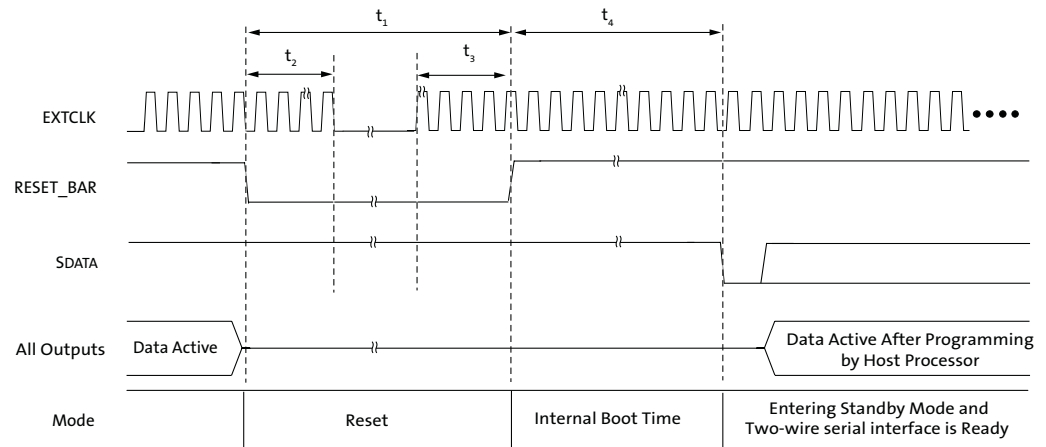 t1
t4
t2
t3
EXTCLK
RESET_BAR
SDATA
All Outputs
Data Active
Data Active After Programming
by Host Processor
Mode
Reset
Internal Boot Time
Entering Standby Mode and
Two-wire serial interface is Ready